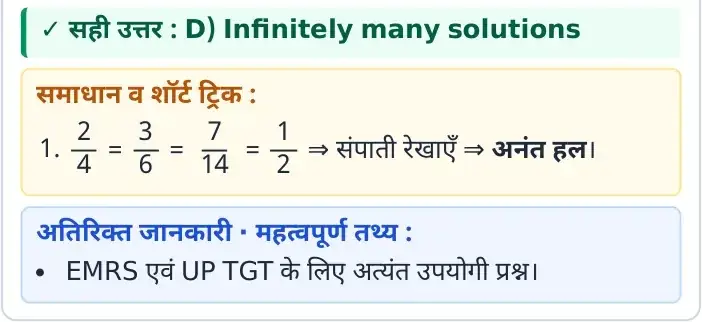 ✓ सही उत्तर : D) Infinitely many solutions
समाधान व शॉर्ट ट्रिक :
1. 2/4 = 3/6 = 7/14 = 1/2 ⇒ संपाती रेखाएँ ⇒ अनंत हल।
अतिरिक्त जानकारी · महत्वपूर्ण तथ्य :
• EMRS एवं UP TGT के लिए अत्यंत उपयोगी प्रश्न।